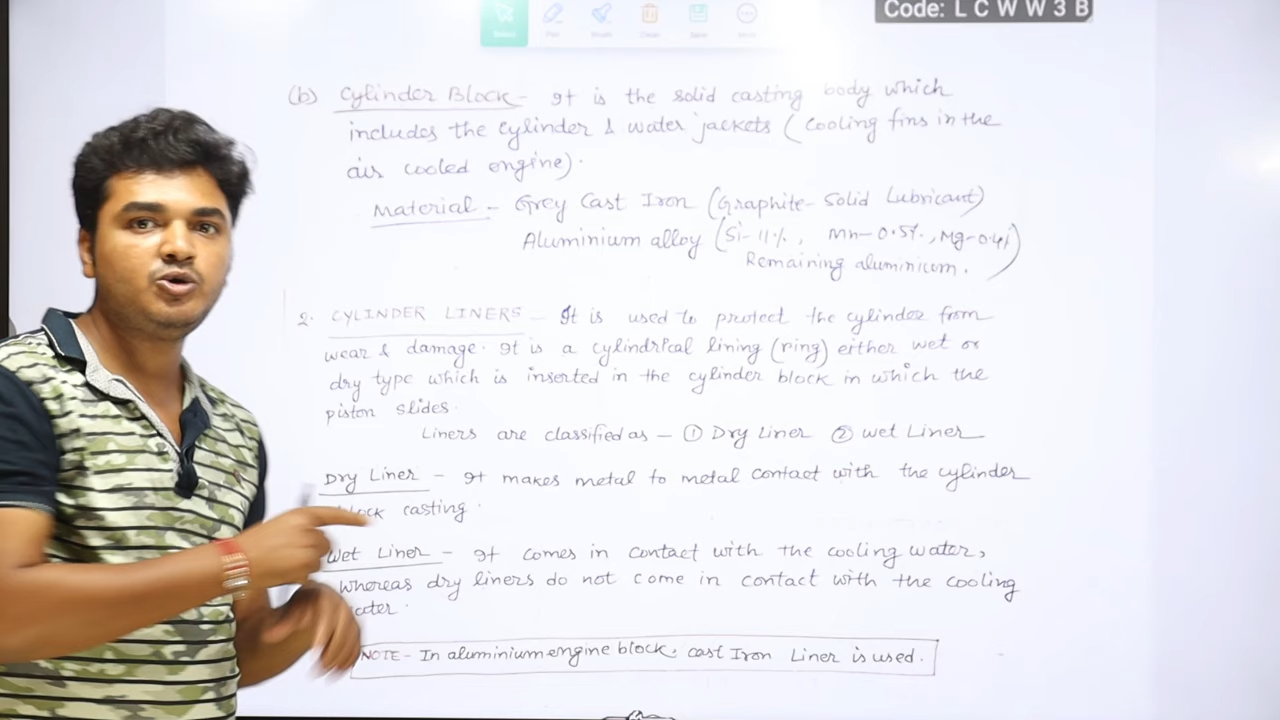 Code: L C W W 3 B
Select
Clear
Save
More
(b) Cylinder Block - It is the solid casting body which
includes the cylinder & water jackets (cooling fins in the
air cooled engine).
Material - Grey Cast Iron (Graphite - Solid Lubricant)
Aluminium alloy (Si-11%, Mn-0.5%, Mg-0.4%
Remaining aluminium.)
2. CYLINDER LINERS - It is used to protect the cylinder from
wear & damage. It is a cylindrical lining (ring) either wet or
dry type which is inserted in the cylinder block in which the
piston slides.
Liners are classified as - ① Dry Liner ② wet Liner
Dry Liner - It makes metal to metal contact with the cylinder
block casting.
Wet Liner - It comes in contact with the cooling water,
whereas dry liners do not come in contact with the cooling
water.
NOTE - In aluminium engine block, cast Iron Liner is used.